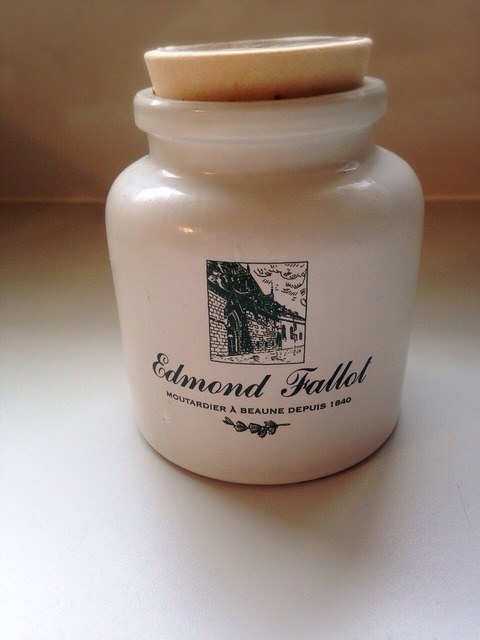 Edmond Fallot
MOUTARDIER À BEAUNE DEPUIS 1840